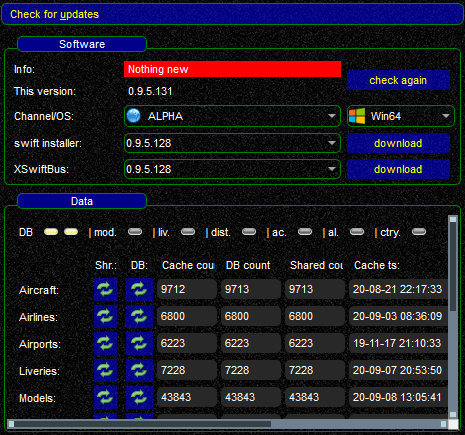 Check for updates
Software
Info: Nothing new
check again
This version: 0.9.5.131
Channel/OS: ALPHA Win64
swift installer: 0.9.5.128 download
XSwiftBus: 0.9.5.128 download
Data
DB | mod. | liv. | dist. | ac. | al. | ctry.
Shr.: DB: Cache cou DB count Shared cou Cache ts:
Aircraft: 9712 9713 9713 20-08-21 22:17:33
Airlines: 6800 6800 6800 20-09-03 08:36:09
Airports: 6223 6223 6223 19-11-17 21:10:33
Liveries: 7228 7228 7228 20-09-07 20:53:50
Models: 43843 43843 43843 20-09-08 13:05:41